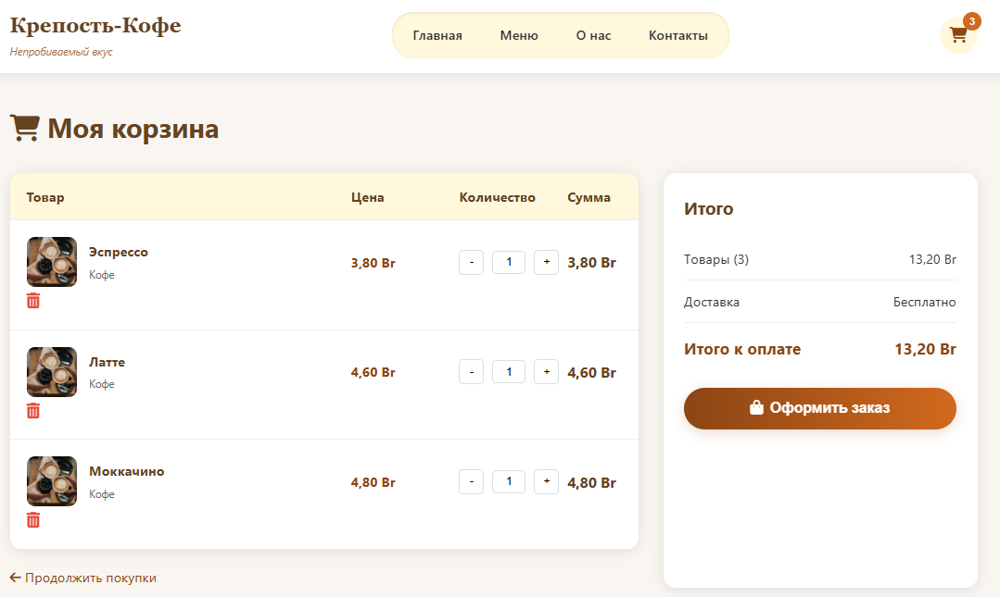 Крепость-Кофе
Непробиваемый вкус
Главная Меню О нас Контакты
3
Моя корзина
Товар Цена Количество Сумма
Эспрессо
Кофе
3,80 Br - 1 + 3,80 Br
Латте
Кофе
4,60 Br - 1 + 4,60 Br
Моккачино
Кофе
4,80 Br - 1 + 4,80 Br
← Продолжить покупки
Итого
Товары (3) 13,20 Br
Доставка Бесплатно
Итого к оплате 13,20 Br
Оформить заказ